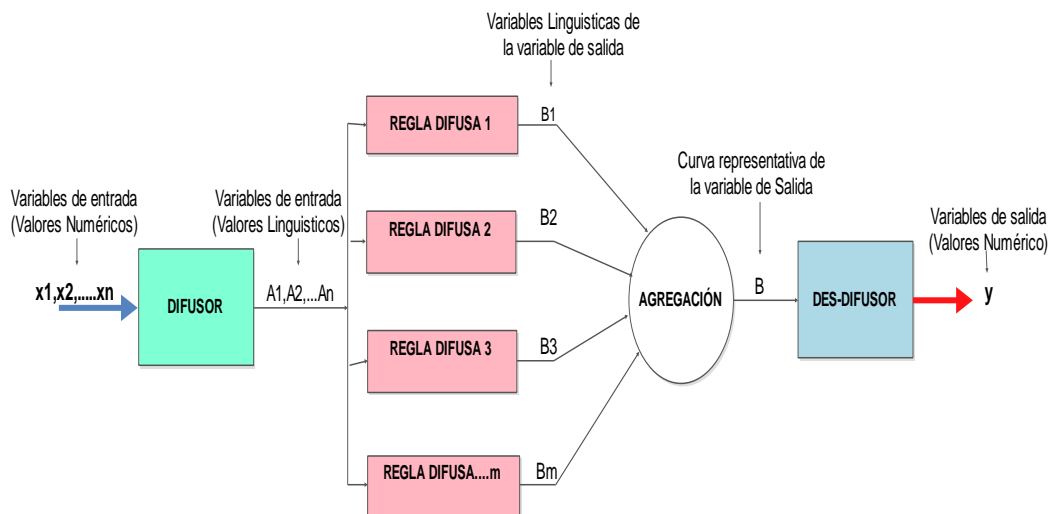 Variables Linguisticas de
la variable de salida
REGLA DIFUSA 1
B1
Curva representativa de
la variable de Salida
Variables de entrada
(Valores Numéricos)
Variables de entrada
(Valores Linguisticos)
REGLA DIFUSA 2
B2
Variables de salida
(Valores Numérico)
x1,x2,.....xn
DIFUSOR
A1,A2,...An
AGREGACIÓN
B
DES-DIFUSOR
y
REGLA DIFUSA 3
B3
REGLA DIFUSA....m
Bm